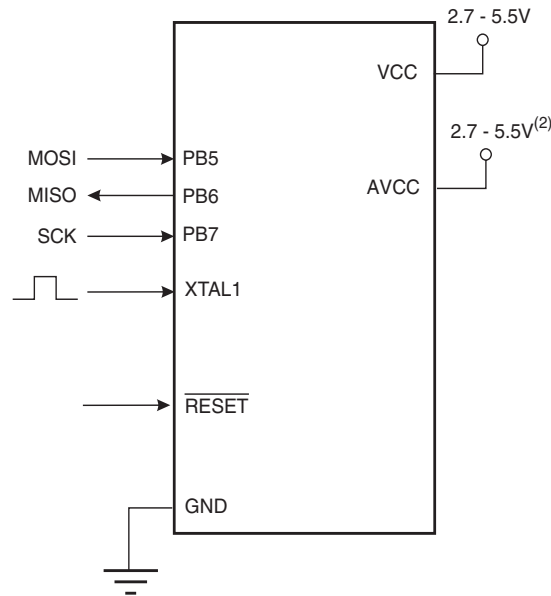 2.7 - 5.5V
VCC
2.7 - 5.5V(2)
MOSI PB5
AVCC
MISO PB6
SCK PB7
XTAL1
RESET
GND